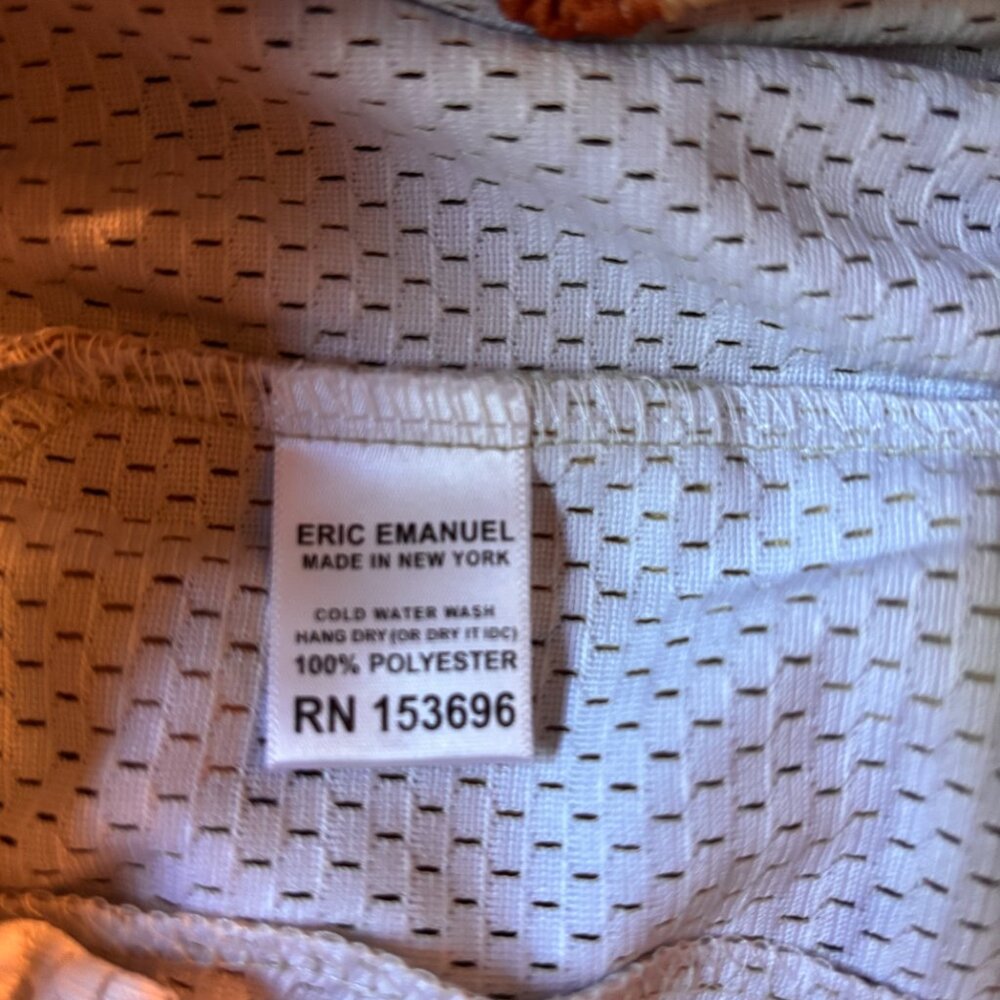 ERIC EMANUEL
MADE IN NEW YORK
COLD WATER WASH
HANG DRY (OR DRY IT IDC)
100% POLYESTER
RN 153696